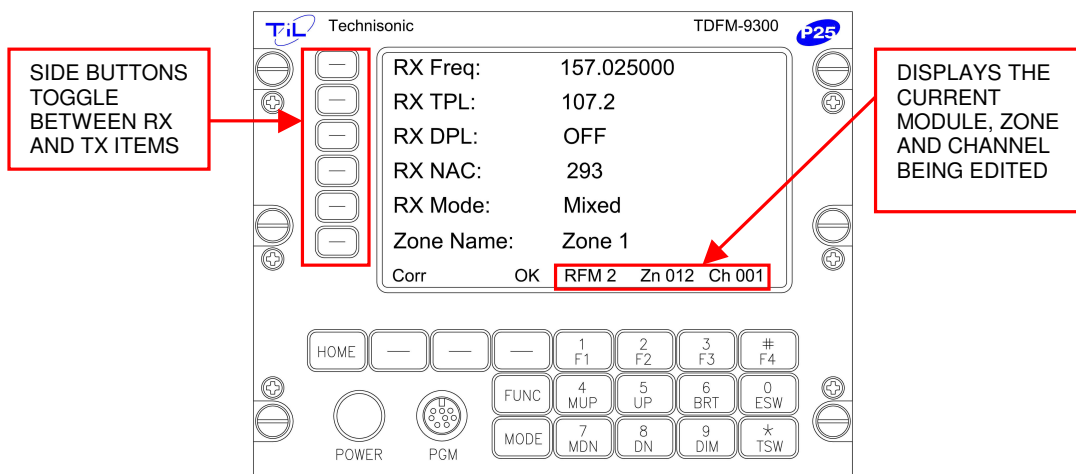 TiL Technisonic TDFM-9300 P25
SIDE BUTTONS
TOGGLE
BETWEEN RX
AND TX ITEMS
RX Freq: 157.025000
RX TPL: 107.2
RX DPL: OFF
RX NAC: 293
RX Mode: Mixed
Zone Name: Zone 1
Corr OK RFM 2 Zn 012 Ch 001
DISPLAYS THE
CURRENT
MODULE, ZONE
AND CHANNEL
BEING EDITED
HOME 1 2 3 #
F1 F2 F3 F4
FUNC 4 5 6 0
MUP UP BRT ESW
MODE 7 8 9 *
MDN DN DIM TSW
POWER PGM